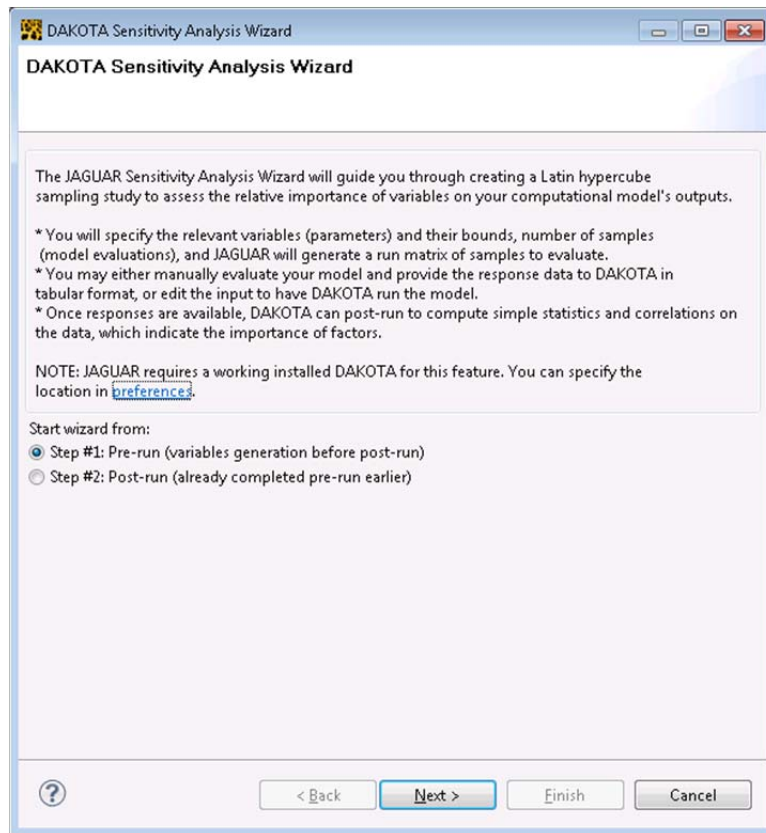 DAKOTA Sensitivity Analysis Wizard
DAKOTA Sensitivity Analysis Wizard
The JAGUAR Sensitivity Analysis Wizard will guide you through creating a Latin hypercube
sampling study to assess the relative importance of variables on your computational model's outputs.
* You will specify the relevant variables (parameters) and their bounds, number of samples
(model evaluations), and JAGUAR will generate a run matrix of samples to evaluate.
* You may either manually evaluate your model and provide the response data to DAKOTA in
tabular format, or edit the input to have DAKOTA run the model.
* Once responses are available, DAKOTA can post-run to compute simple statistics and correlations on
the data, which indicate the importance of factors.
NOTE: JAGUAR requires a working installed DAKOTA for this feature. You can specify the
location in preferences.
Start wizard from:
Step #1: Pre-run (variables generation before post-run)
Step #2: Post-run (already completed pre-run earlier)
? < Back Next > Finish Cancel